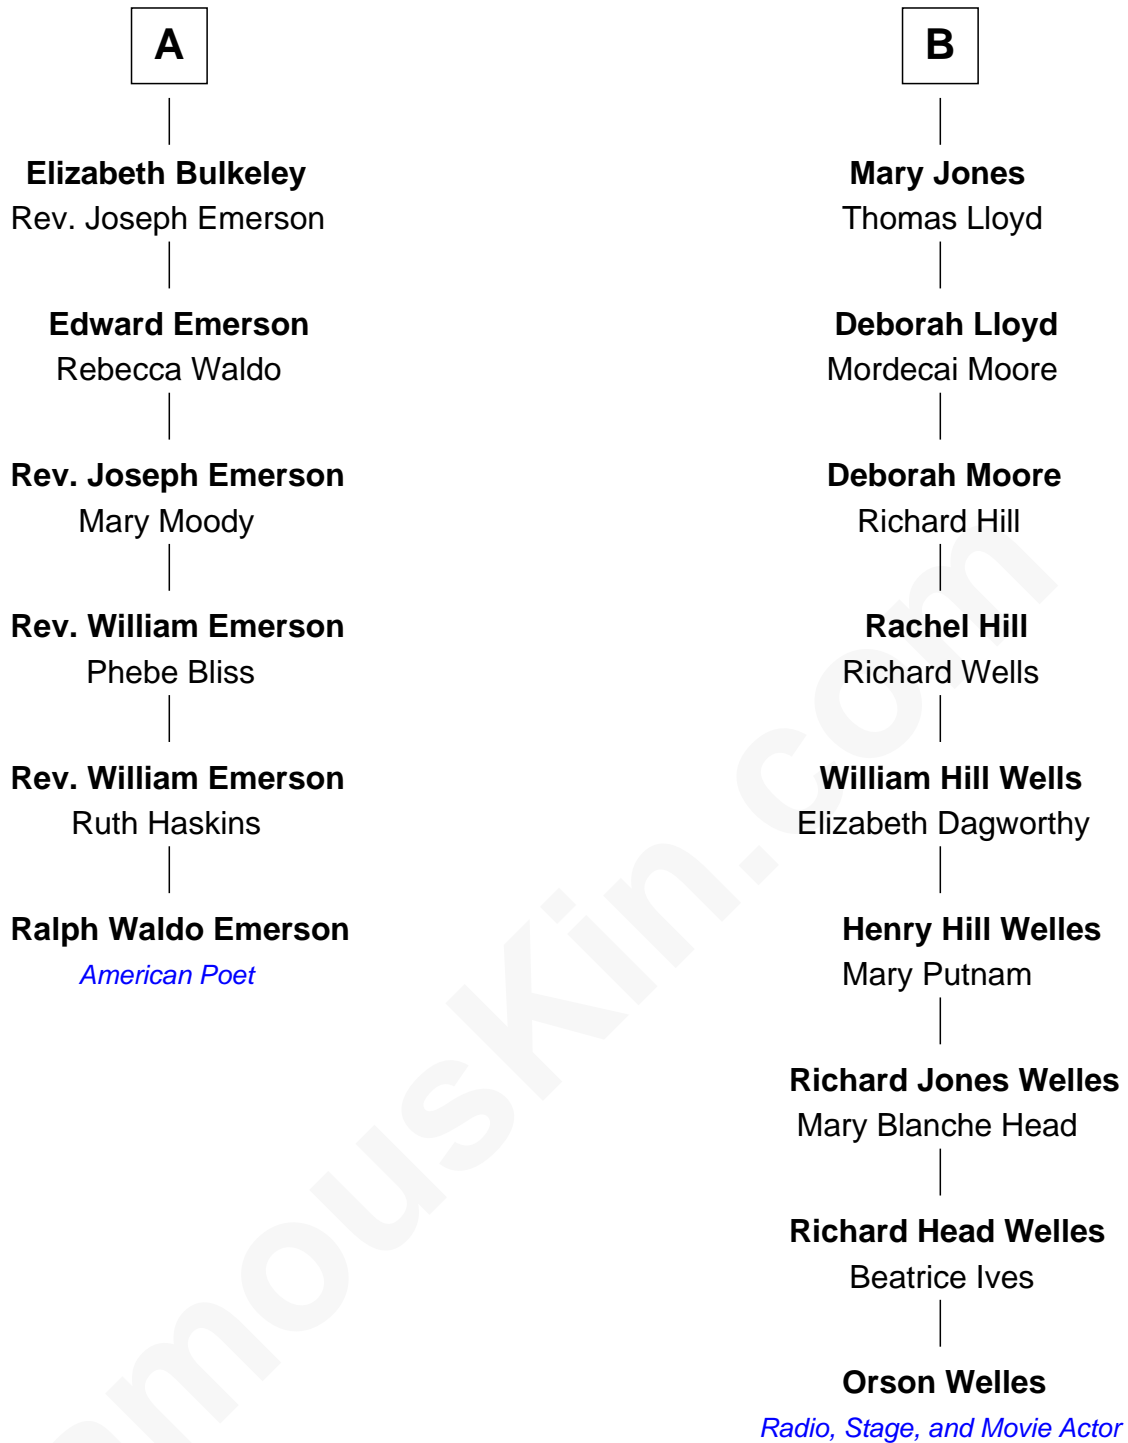 A
Elizabeth Bulkeley
Rev. Joseph Emerson
Edward Emerson
Rebecca Waldo
Rev. Joseph Emerson
Mary Moody
Rev. William Emerson
Phebe Bliss
Rev. William Emerson
Ruth Haskins
Ralph Waldo Emerson
American Poet
B
Mary Jones
Thomas Lloyd
Deborah Lloyd
Mordecai Moore
Deborah Moore
Richard Hill
Rachel Hill
Richard Wells
William Hill Wells
Elizabeth Dagworthy
Henry Hill Welles
Mary Putnam
Richard Jones Welles
Mary Blanche Head
Richard Head Welles
Beatrice Ives
Orson Welles
Radio, Stage, and Movie Actor
amouskin.com